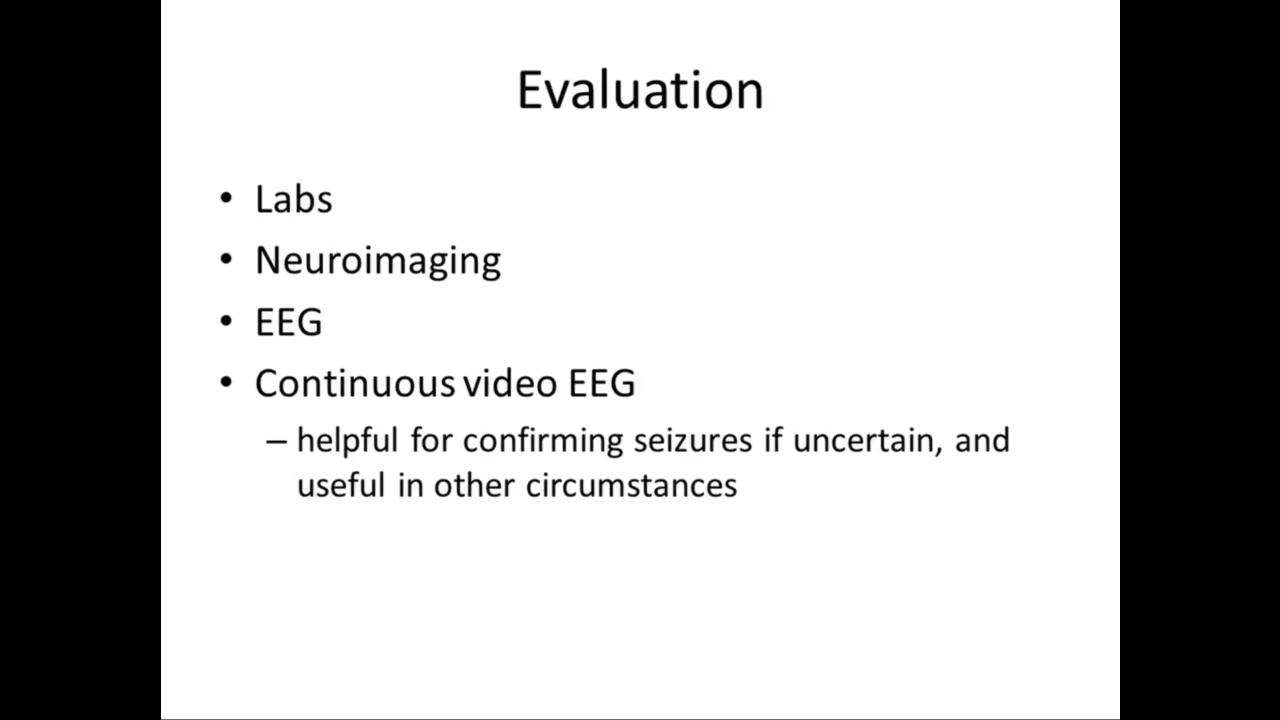 Evaluation
• Labs
• Neuroimaging
• EEG
• Continuous video EEG
– helpful for confirming seizures if uncertain, and
useful in other circumstances